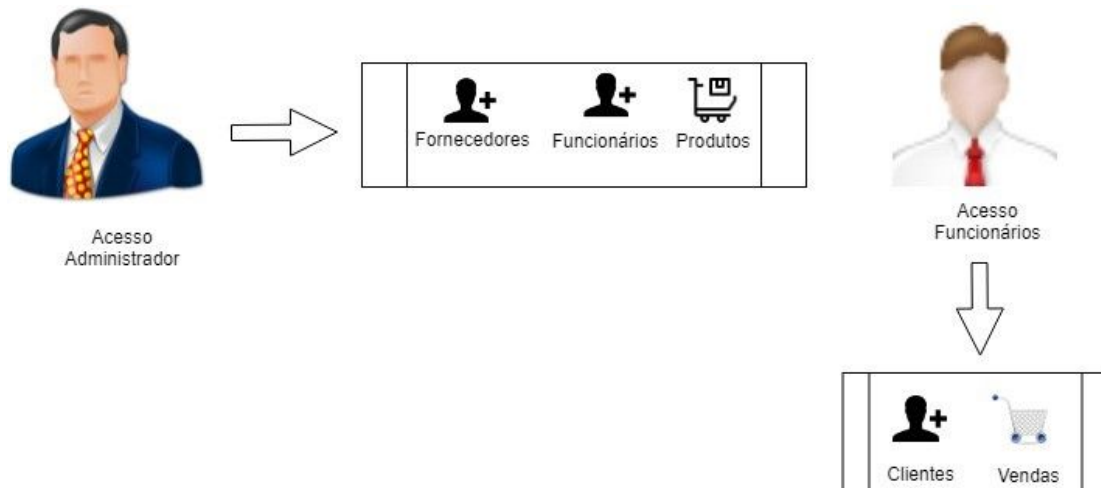 Fornecedores
Funcionários
Produtos
Acesso
Administrador
Acesso
Funcionários
Clientes
Vendas